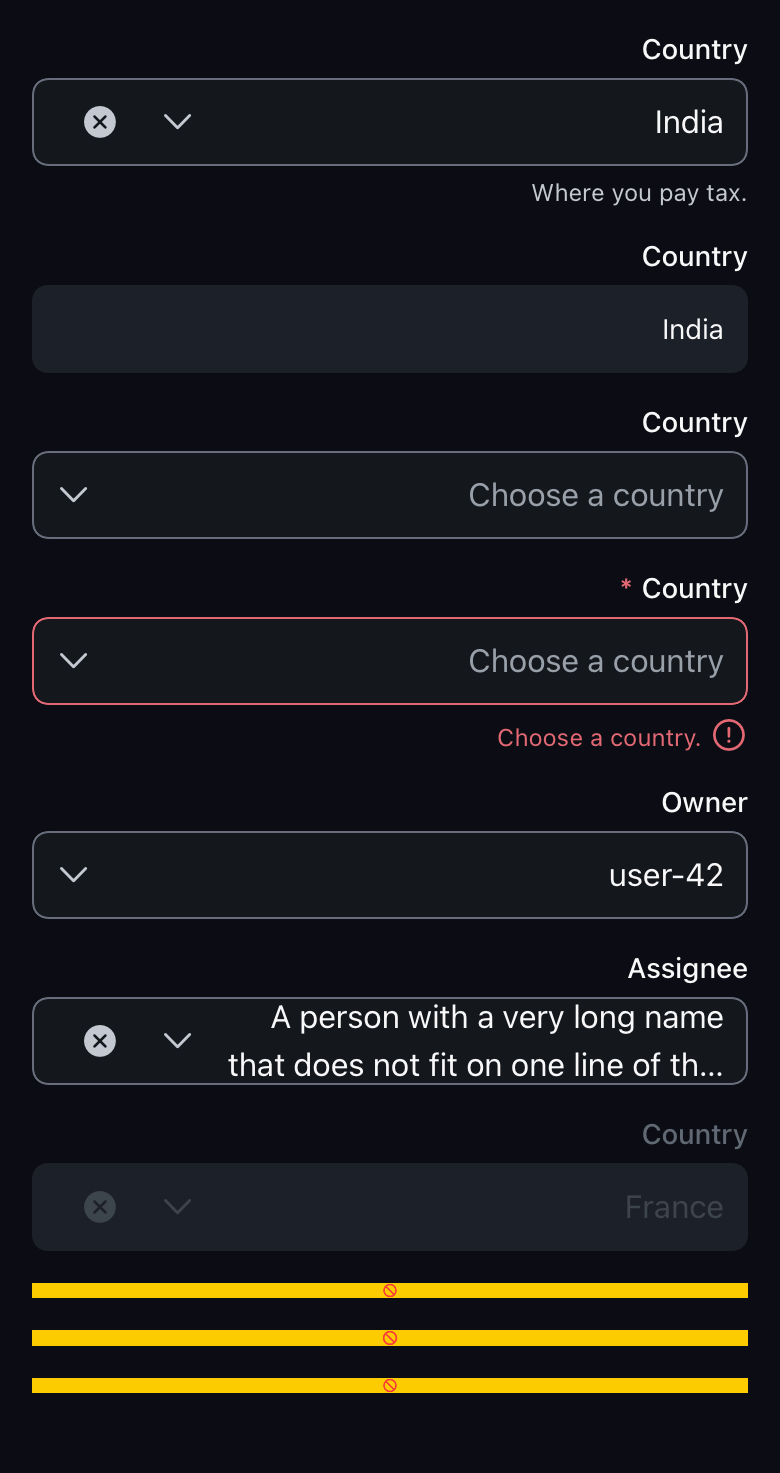 Country
India
Where you pay tax.
Country
India
Country
Choose a country
* Country
Choose a country
Choose a country.
Owner
user-42
Assignee
A person with a very long name
that does not fit on one line of th...
Country
France